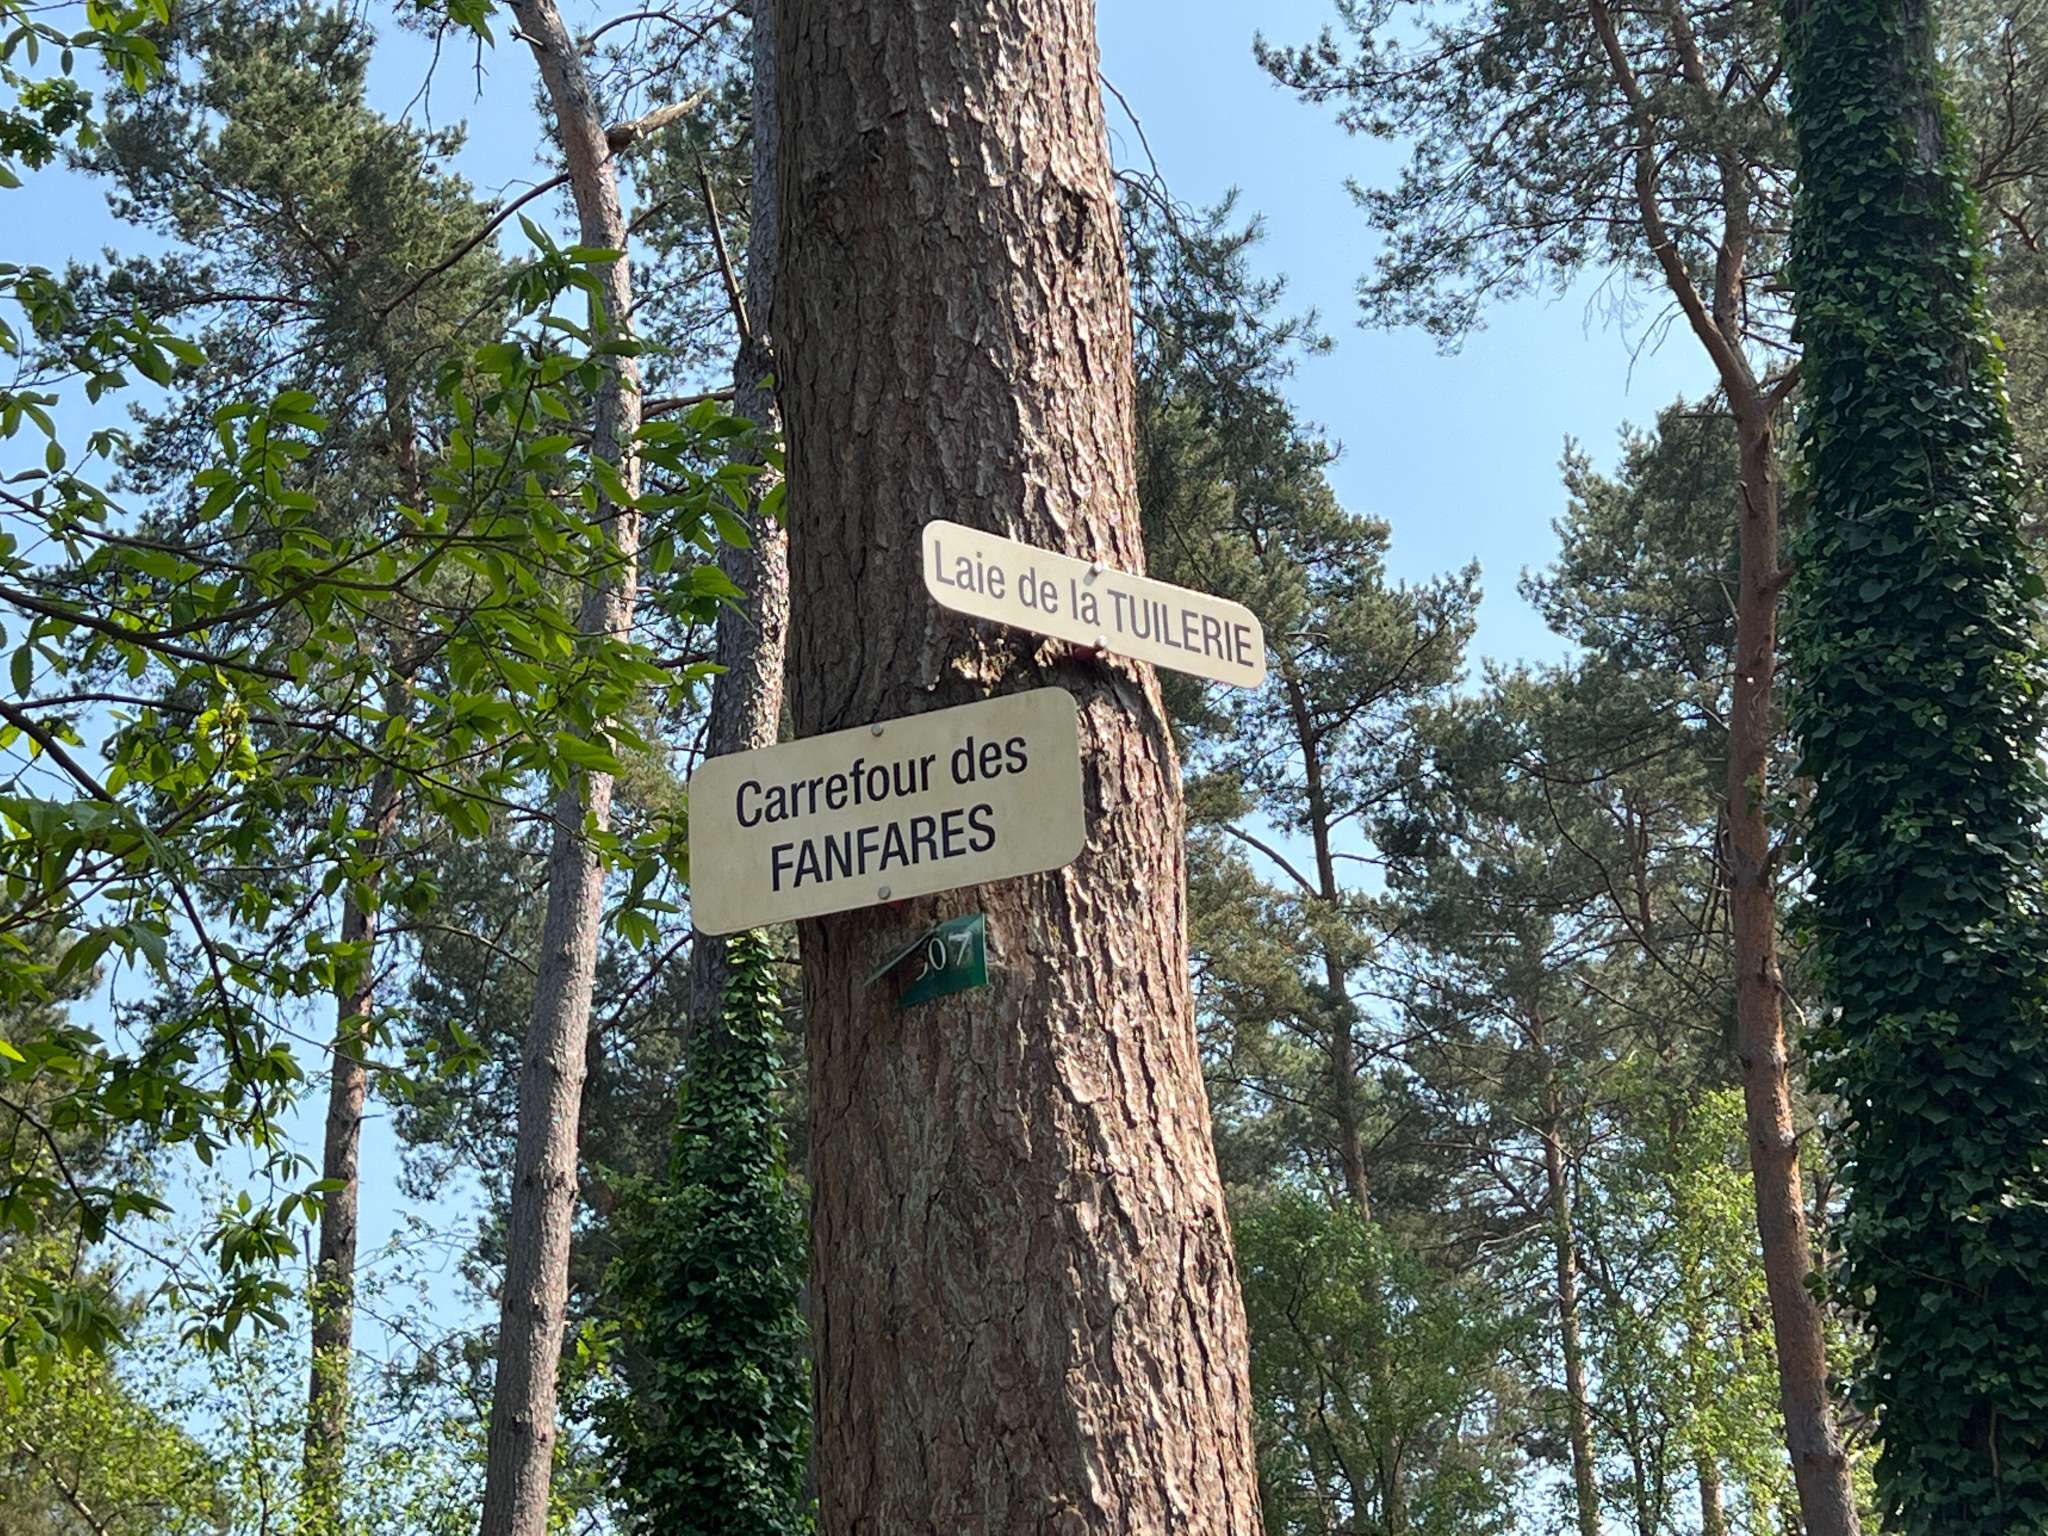 Laie de la TUILERIE
Carrefour des
FANFARES